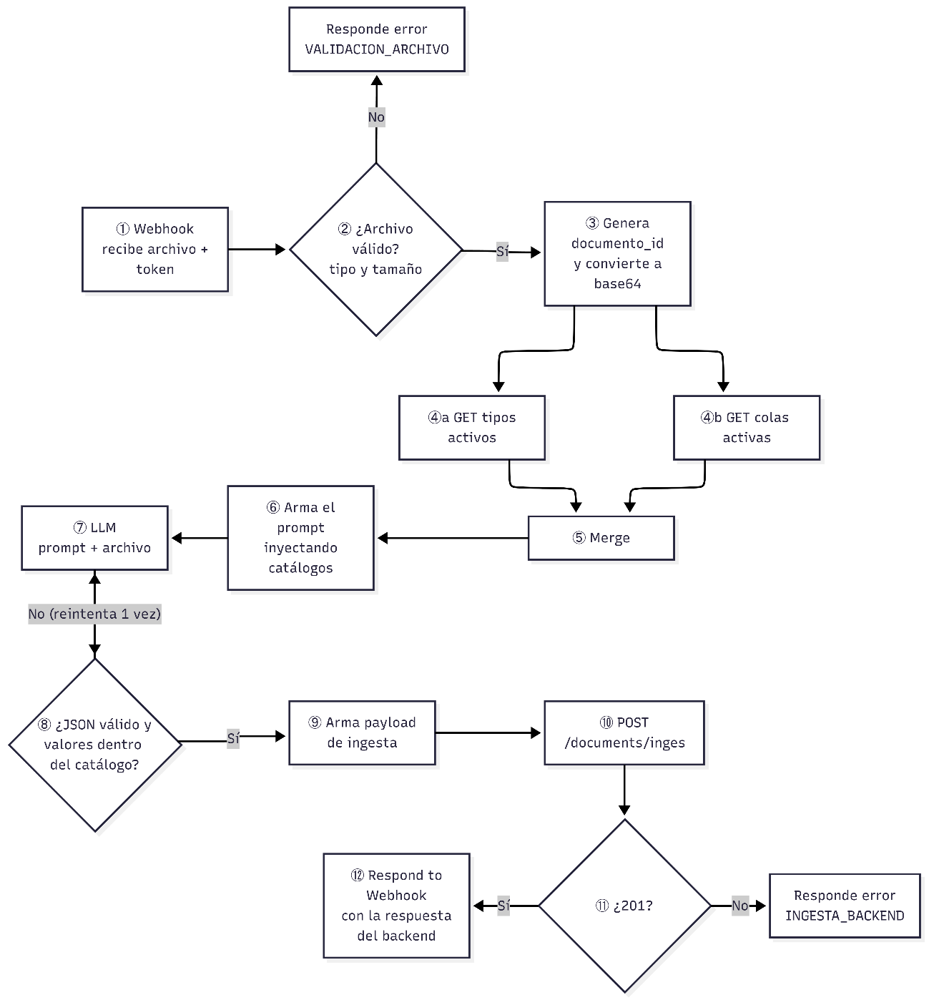 Responde error
VALIDACION_ARCHIVO
No
① Webhook
recibe archivo +
token
② ¿Archivo
válido?
tipo y tamaño
Sí
③ Genera
documento_id
y convierte a
base64
④a GET tipos
activos
④b GET colas
activas
⑤ Merge
⑥ Arma el
prompt
inyectando
catálogos
⑦ LLM
prompt + archivo
No (reintenta 1 vez)
⑧ ¿JSON válido y
valores dentro
del catálogo?
Sí
⑨ Arma payload
de ingesta
⑩ POST
/documents/inges
⑪ ¿201?
Sí
⑫ Respond to
Webhook
con la respuesta
del backend
No
Responde error
INGESTA_BACKEND